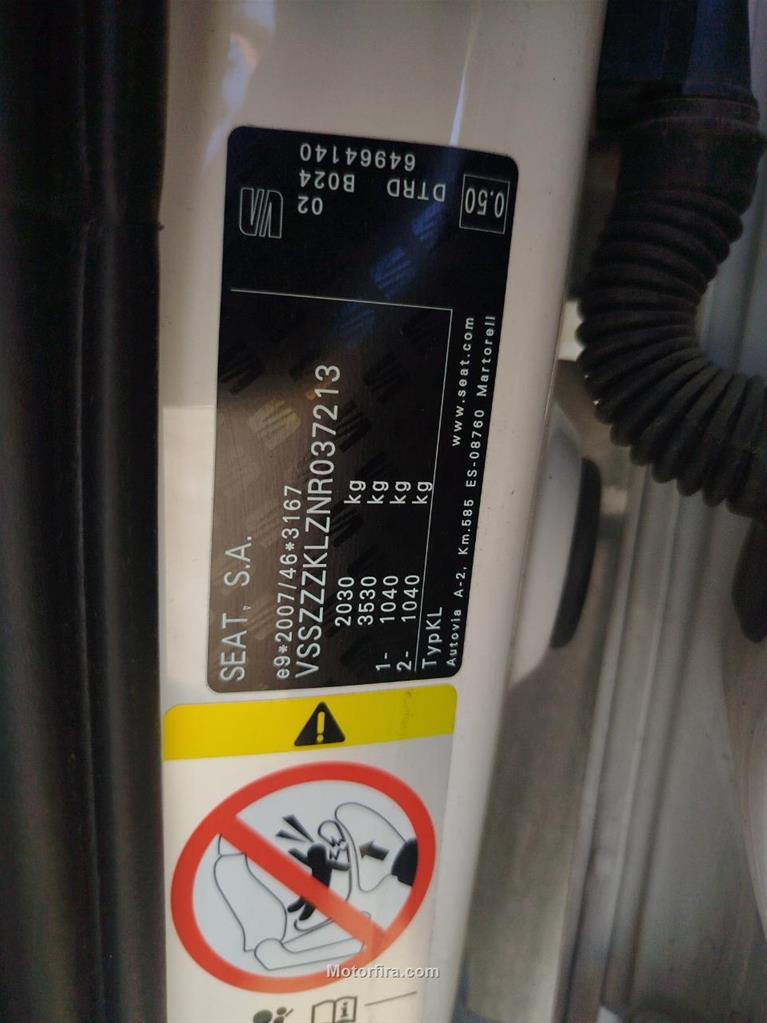 SEAT, S.A.
e9*2007/46*3167
VSSZZZKLZNR037213
2030 kg
3530 kg
1- 1040 kg
2- 1040 kg
TypKL
www.seat.com
Autovia A-2, Km.585 ES-08760 Martorell
02
B024
64964140
DTRD
0.50
Motorfira.com